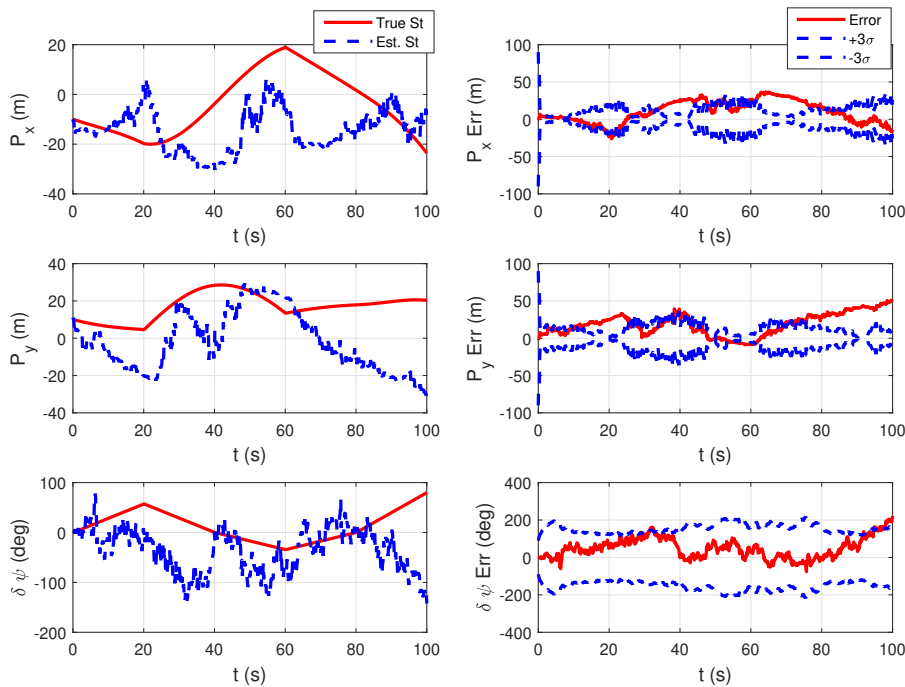 True St
Est. St
20
0
-20
-40
P_x (m)
0 20 40 60 80 100
t (s)
Error
+3σ
-3σ
100
50
0
-50
-100
P_x Err (m)
0 20 40 60 80 100
t (s)
40
20
0
-20
-40
P_y (m)
0 20 40 60 80 100
t (s)
100
50
0
-50
-100
P_y Err (m)
0 20 40 60 80 100
t (s)
100
0
-100
-200
δ ψ (deg)
0 20 40 60 80 100
t (s)
400
200
0
-200
-400
δ ψ Err (deg)
0 20 40 60 80 100
t (s)